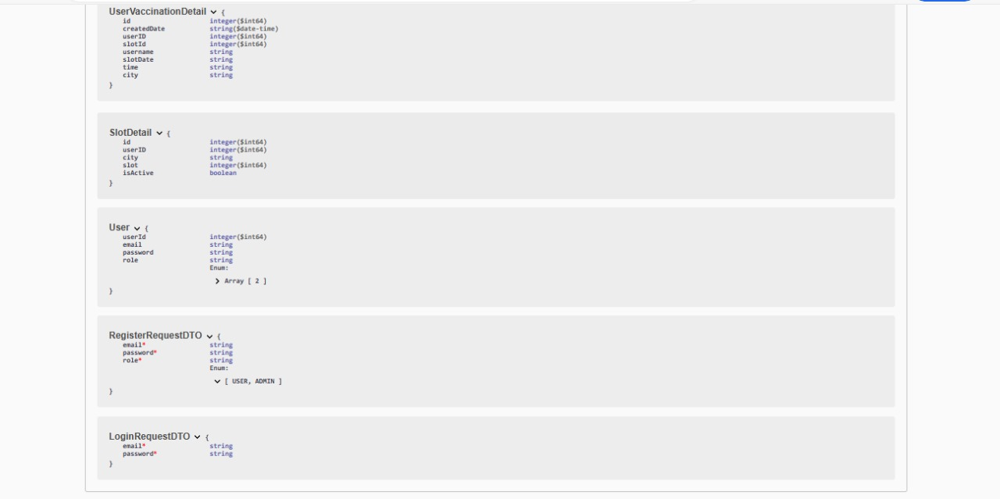 UserVaccinationDetail {
id integer($int64)
createdDate string($date-time)
userID integer($int64)
slotId integer($int64)
username string
slotDate string
time string
city string
}
SlotDetail {
id integer($int64)
userID integer($int64)
city string
slot integer($int64)
isActive boolean
}
User {
userId integer($int64)
email string
password string
role string
Enum:
Array [ 2 ]
}
RegisterRequestDTO {
email* string
password* string
role* string
Enum:
[ USER, ADMIN ]
}
LoginRequestDTO {
email* string
password* string
}